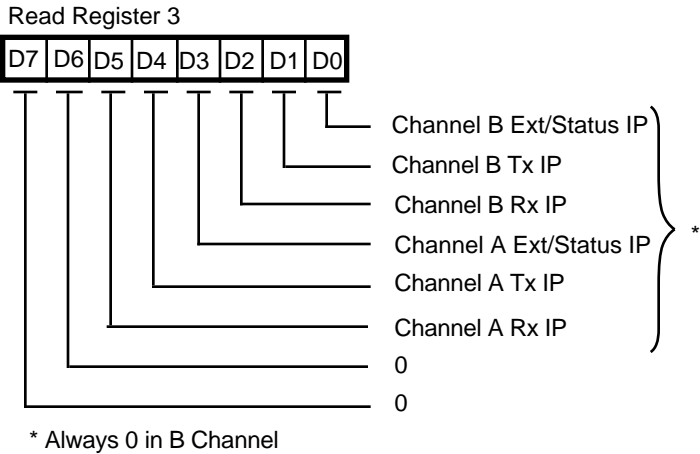 Read Register 3
D7 D6 D5 D4 D3 D2 D1 D0
Channel B Ext/Status IP
Channel B Tx IP
Channel B Rx IP
Channel A Ext/Status IP
*
Channel A Tx IP
Channel A Rx IP
0
0
* Always 0 in B Channel